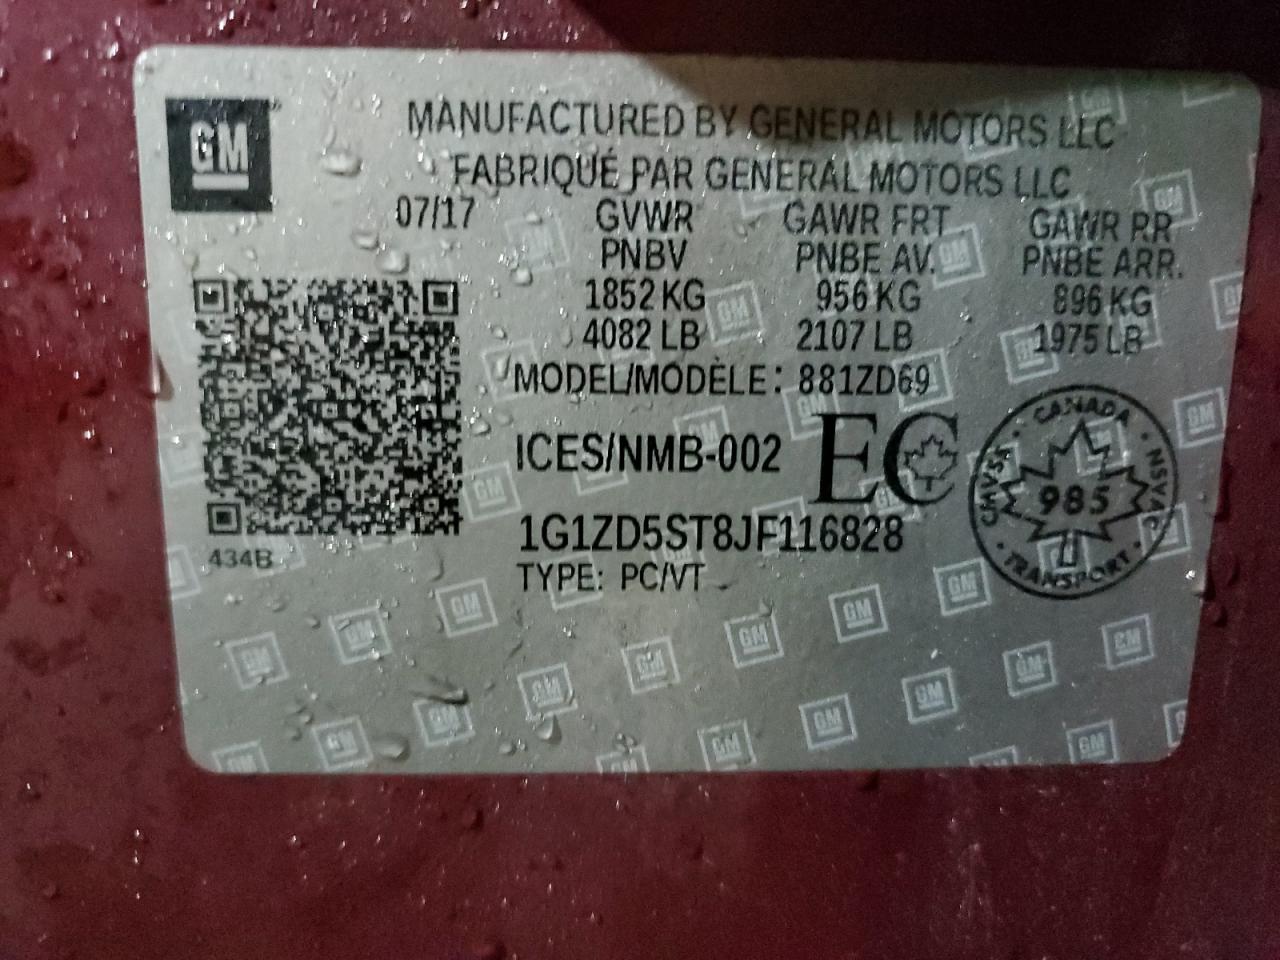 GM
MANUFACTURED BY GENERAL MOTORS LLC
FABRIQUÉ PAR GENERAL MOTORS LLC
07/17 GVWR GAWR FRT GAWR RR
PNBV PNBE AV. PNBE ARR.
1852 KG 956 KG 896 KG
4082 LB 2107 LB 1975 LB
MODEL/MODÈLE: 881ZD69
ICES/NMB-002 EC
CANADA
CMVSS 985 NSVAC
TRANSPORT
1G1ZD5ST8JF116828
434B
TYPE: PC/VT